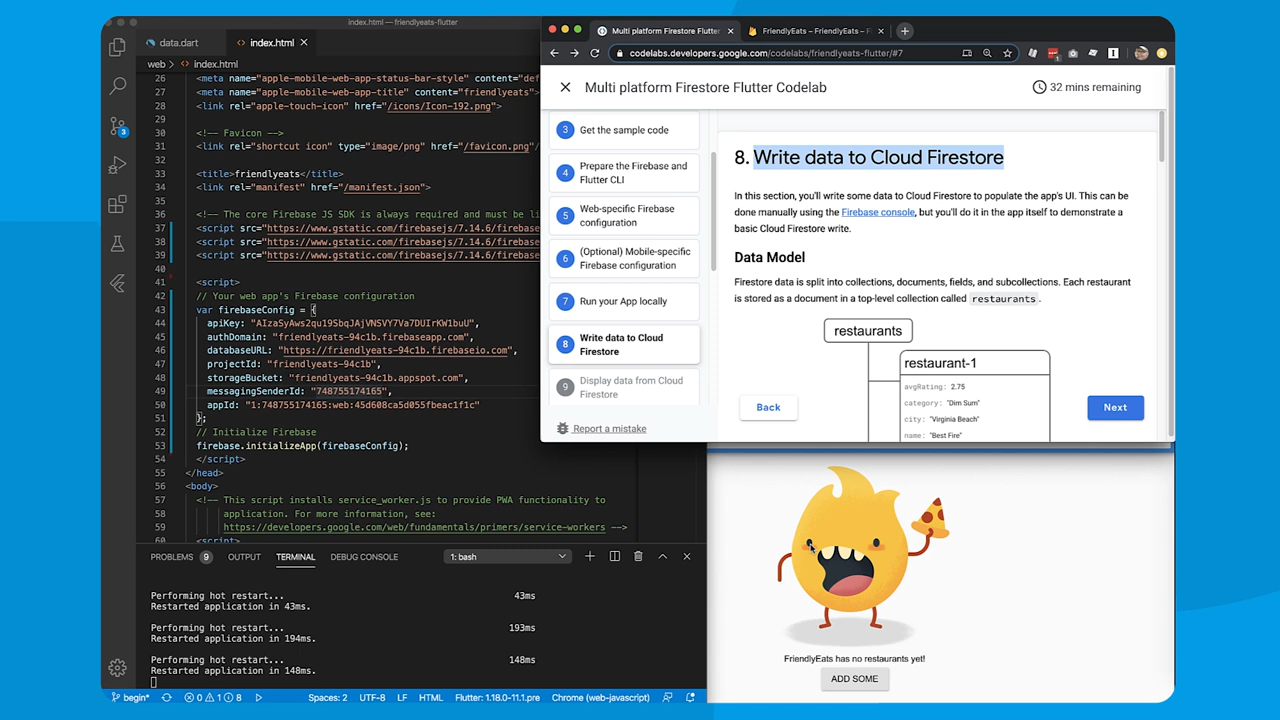 index.html — friendlyeats-flutter
data.dart
index.html
web > index.html
26 <meta name="apple-mobile-web-app-status-bar-style" content="def
27 <meta name="apple-mobile-web-app-title" content="friendlyeats">
28 <link rel="apple-touch-icon" href="/icons/Icon-192.png">
29
30 <!-- Favicon -->
31 <link rel="shortcut icon" type="image/png" href="/favicon.png"/
32
33 <title>friendlyeats</title>
34 <link rel="manifest" href="/manifest.json">
35
36 <!-- The core Firebase JS SDK is always required and must be li
37 <script src="https://www.gstatic.com/firebasejs/7.14.6/firebase
38 <script src="https://www.gstatic.com/firebasejs/7.14.6/firebase
39 <script src="https://www.gstatic.com/firebasejs/7.14.6/firebase
40
41 <script>
42 // Your web app's Firebase configuration
43 var firebaseConfig = {
44 apiKey: "AIzaSyAws2qu19SbqJAjVNSVY7Va7DUIrKW1buU",
45 authDomain: "friendlyeats-94c1b.firebaseapp.com",
46 databaseURL: "https://friendlyeats-94c1b.firebaseio.com",
47 projectId: "friendlyeats-94c1b",
48 storageBucket: "friendlyeats-94c1b.appspot.com",
49 messagingSenderId: "748755174165",
50 appId: "1:748755174165:web:45d608ca5d055fbeac1f1c"
51 };
52 // Initialize Firebase
53 firebase.initializeApp(firebaseConfig);
54 </script>
55 </head>
56 <body>
57 <!-- This script installs service_worker.js to provide PWA functionality to
58 application. For more information, see:
59 https://developers.google.com/web/fundamentals/primers/service-workers -->
60 <script>
3
PROBLEMS 9 OUTPUT TERMINAL DEBUG CONSOLE 1: bash
Performing hot restart... 43ms
Restarted application in 43ms.
Performing hot restart... 193ms
Restarted application in 194ms.
Performing hot restart... 148ms
Restarted application in 148ms.
begin* 0 1 8 Spaces: 2 UTF-8 LF HTML Flutter: 1.18.0-11.1.pre Chrome (web-javascript)
Multi platform Firestore Flutter
FriendlyEats – FriendlyEats – F
codelabs.developers.google.com/codelabs/friendlyeats-flutter/#7
Multi platform Firestore Flutter Codelab
32 mins remaining
3 Get the sample code
4 Prepare the Firebase and
Flutter CLI
5 Web-specific Firebase
configuration
6 (Optional) Mobile-specific
Firebase configuration
7 Run your App locally
8 Write data to Cloud
Firestore
9 Display data from Cloud
Firestore
Report a mistake
8. Write data to Cloud Firestore
In this section, you'll write some data to Cloud Firestore to populate the app's UI. This can be
done manually using the Firebase console, but you'll do it in the app itself to demonstrate a
basic Cloud Firestore write.
Data Model
Firestore data is split into collections, documents, fields, and subcollections. Each restaurant
is stored as a document in a top-level collection called restaurants.
restaurants
restaurant-1
avgRating: 2.75
category: "Dim Sum"
city: "Virginia Beach"
name: "Best Fire"
Back
Next
FriendlyEats has no restaurants yet!
ADD SOME